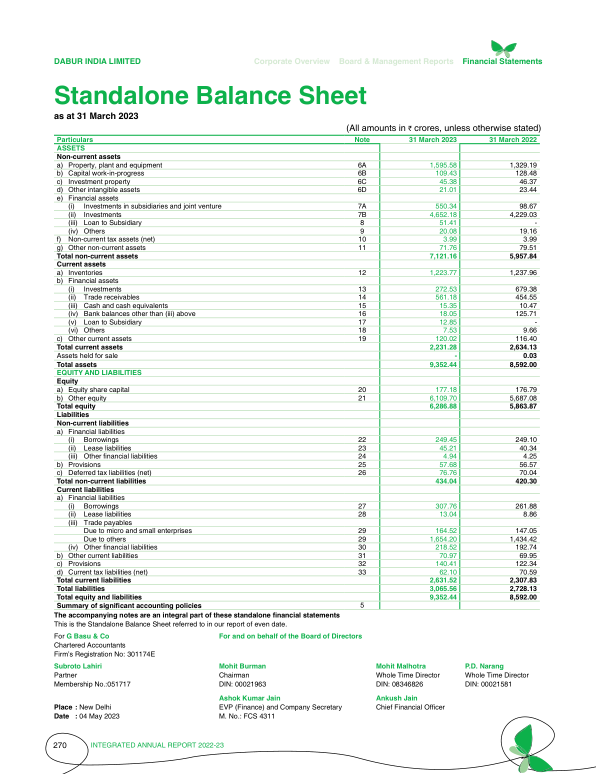 DABUR INDIA LIMITED Corporate Overview Board & Management Reports Financial Statements
Standalone Balance Sheet
as at 31 March 2023
(All amounts in ₹ crores, unless otherwise stated)
Particulars Note 31 March 2023 31 March 2022
ASSETS
Non-current assets
a) Property, plant and equipment 6A 1,595.58 1,329.19
b) Capital work-in-progress 6B 109.43 128.48
c) Investment property 6C 45.38 46.37
d) Other intangible assets 6D 21.01 23.44
e) Financial assets
(i) Investments in subsidiaries and joint venture 7A 550.34 98.67
(ii) Investments 7B 4,652.18 4,229.03
(iii) Loan to Subsidiary 8 51.41 -
(iv) Others 9 20.08 19.16
f) Non-current tax assets (net) 10 3.99 3.99
g) Other non-current assets 11 71.76 79.51
Total non-current assets 7,121.16 5,957.84
Current assets
a) Inventories 12 1,223.77 1,237.96
b) Financial assets
(i) Investments 13 272.53 679.38
(ii) Trade receivables 14 561.18 454.55
(iii) Cash and cash equivalents 15 15.35 10.47
(iv) Bank balances other than (iii) above 16 18.05 125.71
(v) Loan to Subsidiary 17 12.85 -
(vi) Others 18 7.53 9.66
c) Other current assets 19 120.02 116.40
Total current assets 2,231.28 2,634.13
Assets held for sale - 0.03
Total assets 9,352.44 8,592.00
EQUITY AND LIABILITIES
Equity
a) Equity share capital 20 177.18 176.79
b) Other equity 21 6,109.70 5,687.08
Total equity 6,286.88 5,863.87
Liabilities
Non-current liabilities
a) Financial liabilities
(i) Borrowings 22 249.45 249.10
(ii) Lease liabilities 23 45.21 40.34
(iii) Other financial liabilities 24 4.94 4.25
b) Provisions 25 57.68 56.57
c) Deferred tax liabilities (net) 26 76.76 70.04
Total non-current liabilities 434.04 420.30
Current liabilities
a) Financial liabilities
(i) Borrowings 27 307.76 261.88
(ii) Lease liabilities 28 13.04 8.86
(iii) Trade payables
Due to micro and small enterprises 29 164.52 147.05
Due to others 29 1,654.20 1,434.42
(iv) Other financial liabilities 30 218.52 192.74
b) Other current liabilities 31 70.97 69.95
c) Provisions 32 140.41 122.34
d) Current tax liabilities (net) 33 62.10 70.59
Total current liabilities 2,631.52 2,307.83
Total liabilities 3,065.56 2,728.13
Total equity and liabilities 9,352.44 8,592.00
Summary of significant accounting policies 5
The accompanying notes are an integral part of these standalone financial statements
This is the Standalone Balance Sheet referred to in our report of even date.
For G Basu & Co For and on behalf of the Board of Directors
Chartered Accountants
Firm's Registration No: 301174E
Subroto Lahiri Mohit Burman Mohit Malhotra P.D. Narang
Partner Chairman Whole Time Director Whole Time Director
Membership No.:051717 DIN: 00021963 DIN: 08346826 DIN: 00021581
Ashok Kumar Jain Ankush Jain
Place : New Delhi EVP (Finance) and Company Secretary Chief Financial Officer
Date : 04 May 2023 M. No.: FCS 4311
270 INTEGRATED ANNUAL REPORT 2022-23